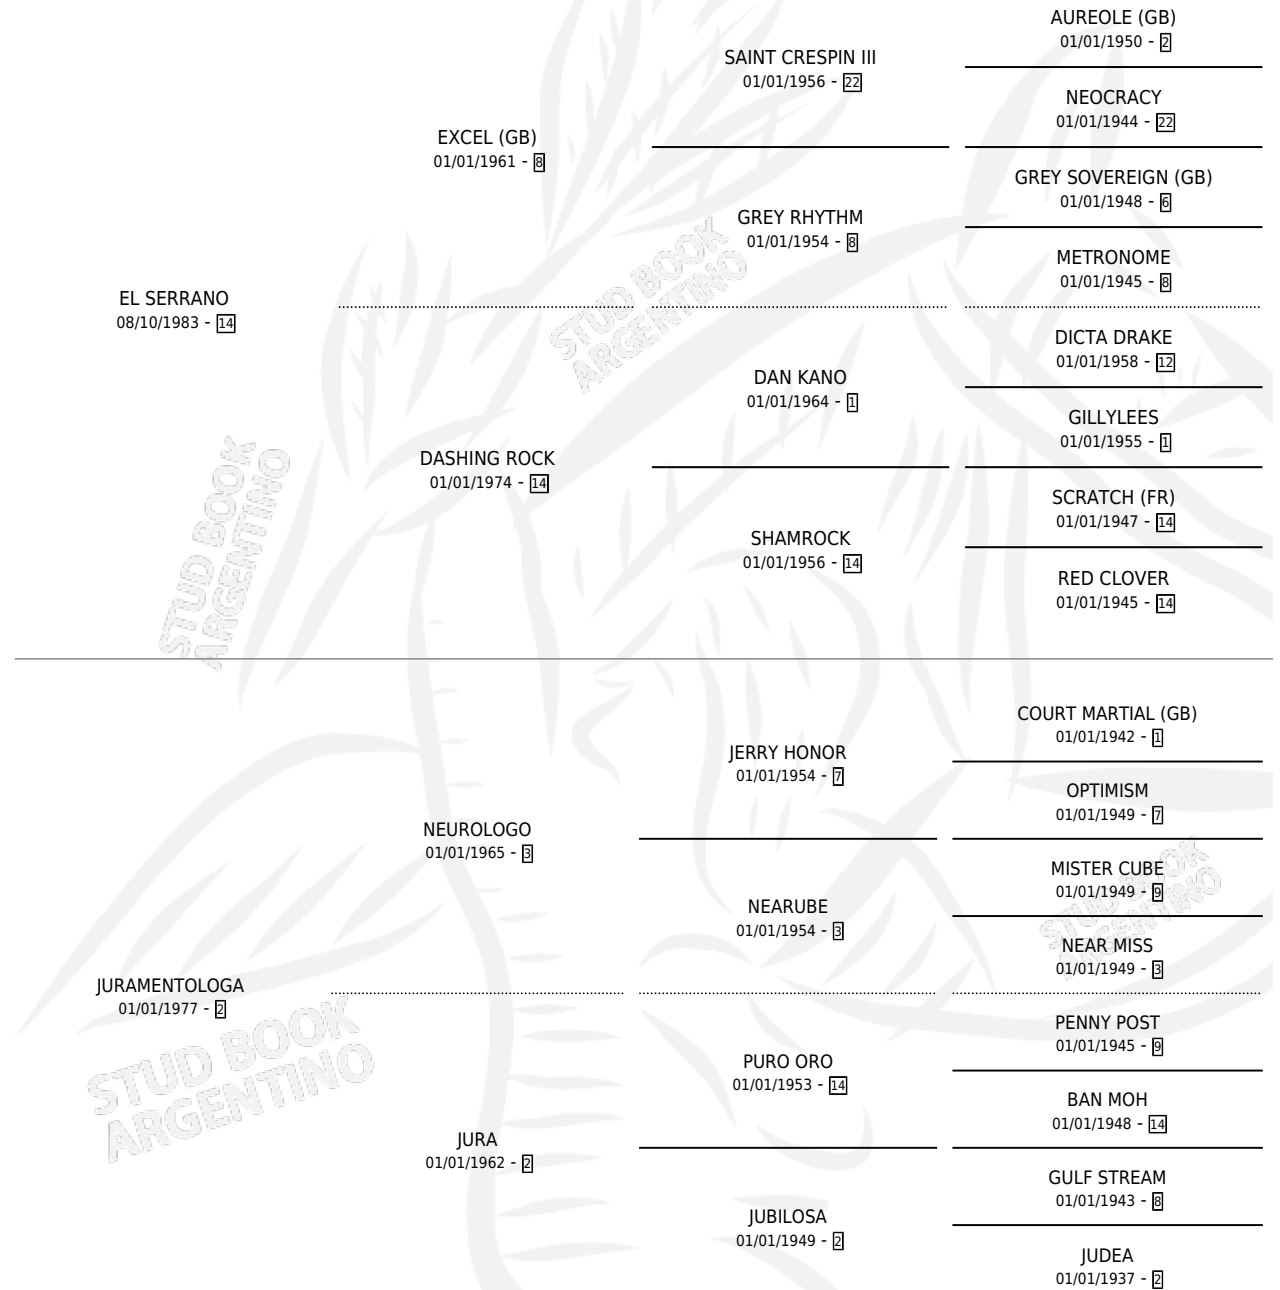 AUREOLE (GB)
01/01/1950 - 2
SAINT CRESPIN III
01/01/1956 - 22
NEOCRACY
01/01/1944 - 22
EXCEL (GB)
01/01/1961 - 8
GREY SOVEREIGN (GB)
01/01/1948 - 6
GREY RHYTHM
01/01/1954 - 8
METRONOME
01/01/1945 - 8
EL SERRANO
08/10/1983 - 14
DICTA DRAKE
01/01/1958 - 12
DAN KANO
01/01/1964 - 1
GILLYLEES
01/01/1955 - 1
DASHING ROCK
01/01/1974 - 14
SCRATCH (FR)
01/01/1947 - 14
SHAMROCK
01/01/1956 - 14
RED CLOVER
01/01/1945 - 14
COURT MARTIAL (GB)
01/01/1942 - 1
JERRY HONOR
01/01/1954 - 7
OPTIMISM
01/01/1949 - 7
NEUROLOGO
01/01/1965 - 3
MISTER CUBE
01/01/1949 - 9
NEARUBE
01/01/1954 - 3
NEAR MISS
01/01/1949 - 3
JURAMENTOLOGA
01/01/1977 - 2
PENNY POST
01/01/1945 - 9
PURO ORO
01/01/1953 - 14
BAN MOH
01/01/1948 - 14
JURA
01/01/1962 - 2
GULF STREAM
01/01/1943 - 8
JUBILOSA
01/01/1949 - 2
JUDEA
01/01/1937 - 2
STUD BOOK
ARGENTINO
STUD BOOK
ARGENTINO
STUD BOOK
ARGENTINO
STUD BOOK
ARGENTINO